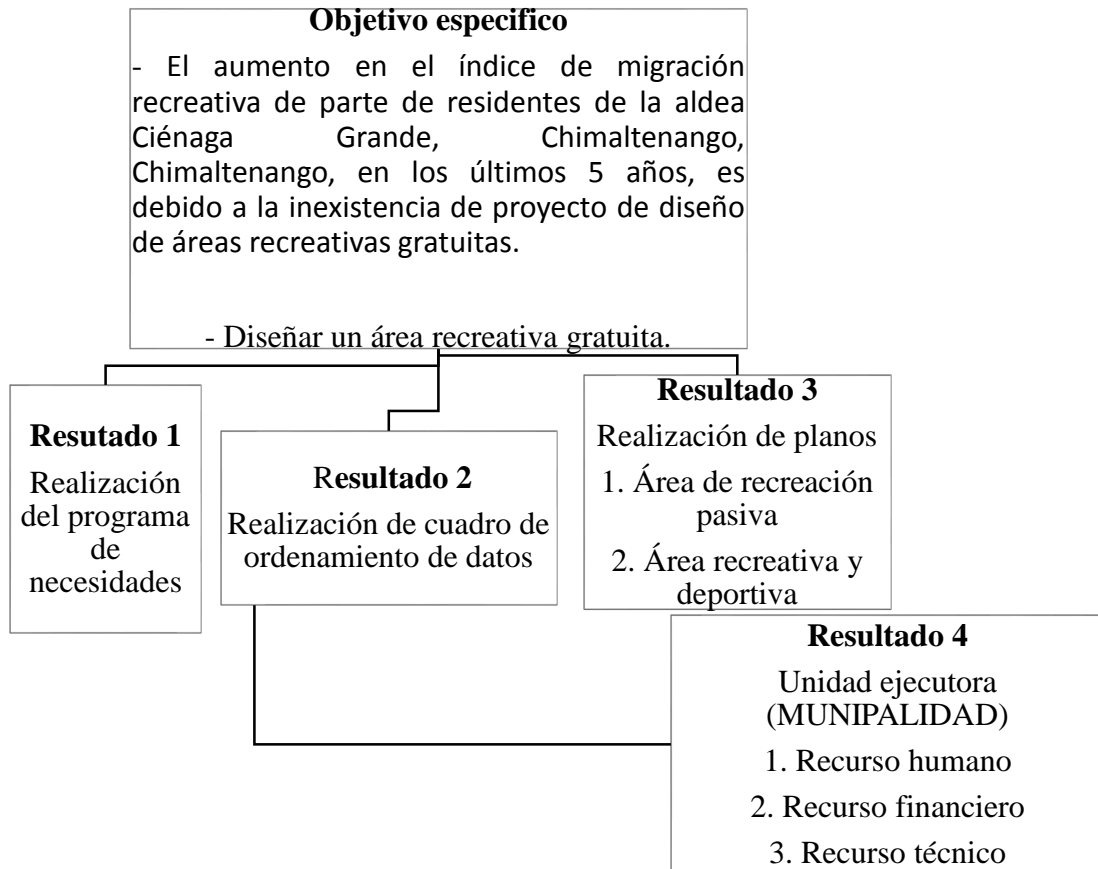 Objetivo especifico
- El aumento en el índice de migración
recreativa de parte de residentes de la aldea
Ciénaga Grande, Chimaltenango,
Chimaltenango, en los últimos 5 años, es
debido a la inexistencia de proyecto de diseño
de áreas recreativas gratuitas.
- Diseñar un área recreativa gratuita.
Resutado 1
Realización
del programa
de
necesidades
Resultado 2
Realización de cuadro de
ordenamiento de datos
Resultado 3
Realización de planos
1. Área de recreación
pasiva
2. Área recreativa y
deportiva
Resultado 4
Unidad ejecutora
(MUNIPALIDAD)
1. Recurso humano
2. Recurso financiero
3. Recurso técnico